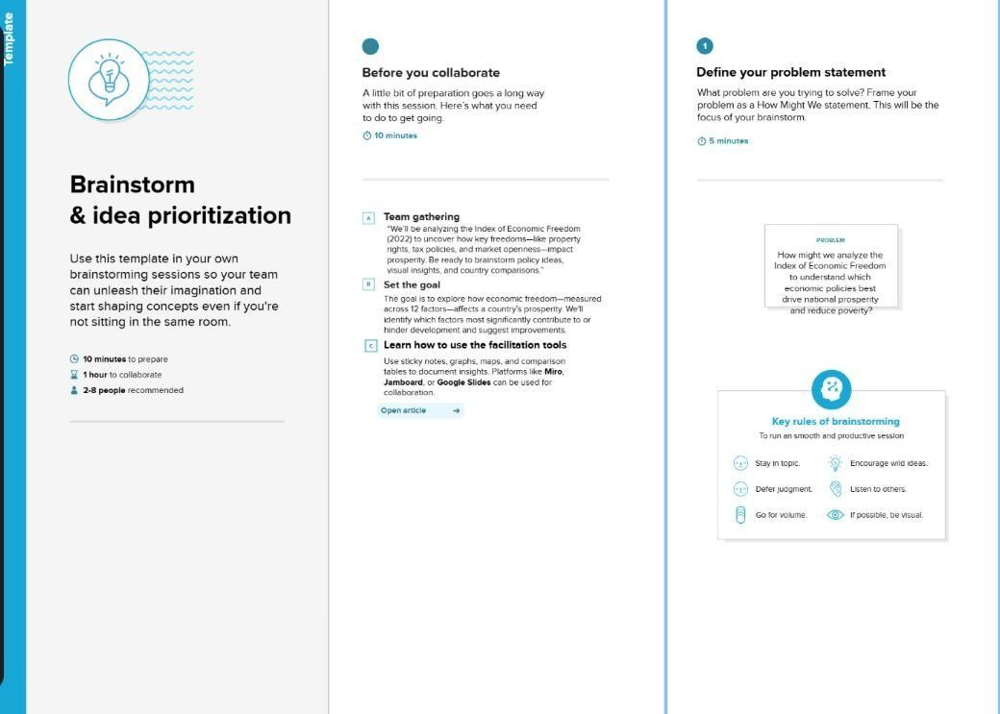 Template
Brainstorm
& idea prioritization
Use this template in your own
brainstorming sessions so your team
can unleash their imagination and
start shaping concepts even if you're
not sitting in the same room.
10 minutes to prepare
1 hour to collaborate
2-8 people recommended
Before you collaborate
A little bit of preparation goes a long way
with this session. Here's what you need
to do to get going.
10 minutes
A
Team gathering
“We'll be analyzing the Index of Economic Freedom
(2022) to uncover how key freedoms—like property
rights, tax policies, and market openness—impact
prosperity. Be ready to brainstorm policy ideas,
visual insights, and country comparisons.”
B
Set the goal
The goal is to explore how economic freedom—measured
across 12 factors—affects a country's prosperity. We'll
identify which factors most significantly contribute to or
hinder development and suggest improvements.
C
Learn how to use the facilitation tools
Use sticky notes, graphs, maps, and comparison
tables to document insights. Platforms like Miro,
Jamboard, or Google Slides can be used for
collaboration.
Open article →
1
Define your problem statement
What problem are you trying to solve? Frame your
problem as a How Might We statement. This will be the
focus of your brainstorm.
5 minutes
PROBLEM
How might we analyze the
Index of Economic Freedom
to understand which
economic policies best
drive national prosperity
and reduce poverty?
Key rules of brainstorming
To run an smooth and productive session
Stay in topic.
Encourage wild ideas.
Defer judgment.
Listen to others.
Go for volume.
If possible, be visual.